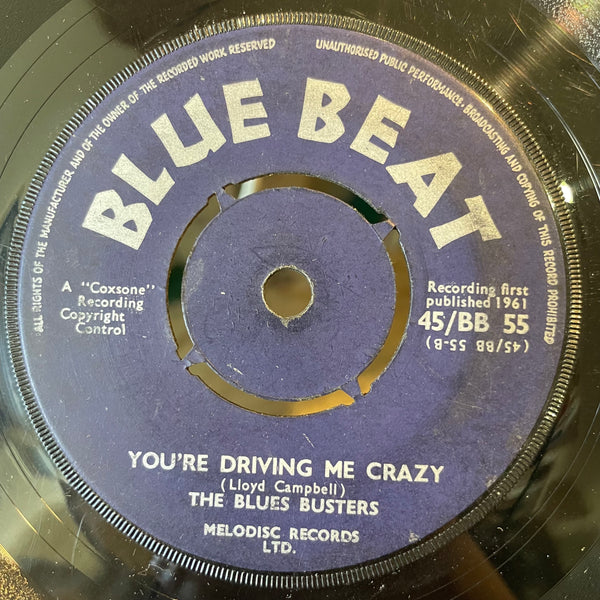 ALL RIGHTS OF THE MANUFACTURER AND OF THE OWNER OF THE RECORDED WORK RESERVED
UNAUTHORISED PUBLIC PERFORMANCE, BROADCASTING AND COPYING OF THIS RECORD PROHIBITED
BLUE BEAT
A "Coxsone"
Recording
Copyright
Control
Recording first
published 1961
45/BB 55
(45/BB 55-B)
YOU'RE DRIVING ME CRAZY
(Lloyd Campbell)
THE BLUES BUSTERS
MELODISC RECORDS
LTD.